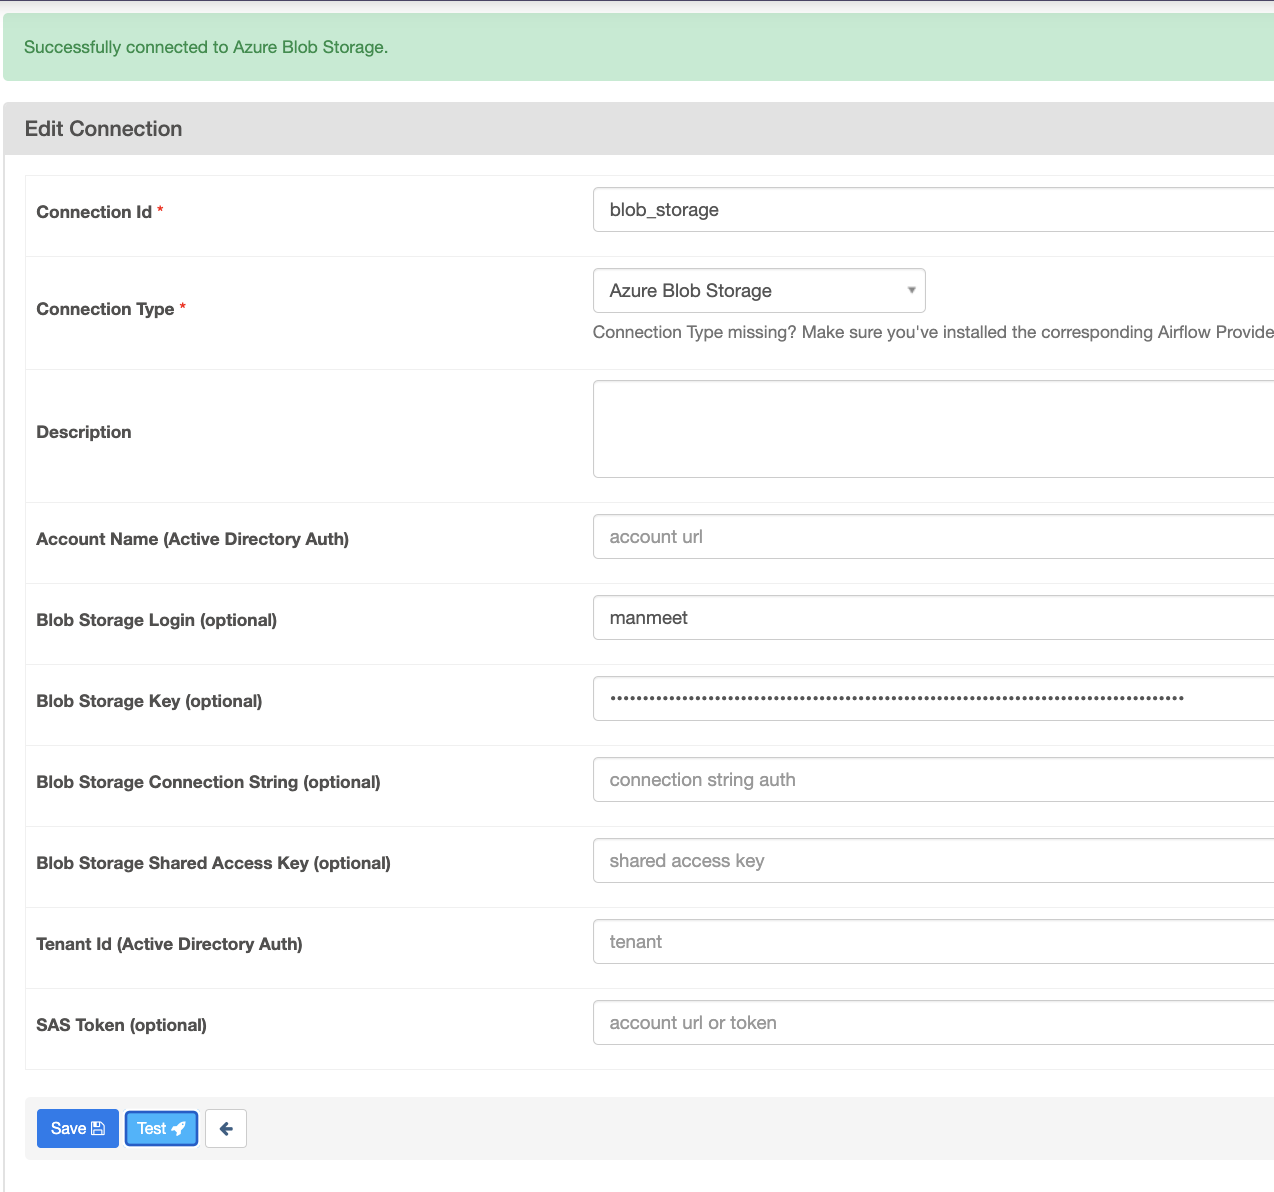 Successfully connected to Azure Blob Storage.
Edit Connection
Connection Id *
blob_storage
Connection Type *
Azure Blob Storage
Connection Type missing? Make sure you've installed the corresponding Airflow Provide
Description
Account Name (Active Directory Auth)
account url
Blob Storage Login (optional)
manmeet
Blob Storage Key (optional)
Blob Storage Connection String (optional)
connection string auth
Blob Storage Shared Access Key (optional)
shared access key
Tenant Id (Active Directory Auth)
tenant
SAS Token (optional)
account url or token
Save
Test